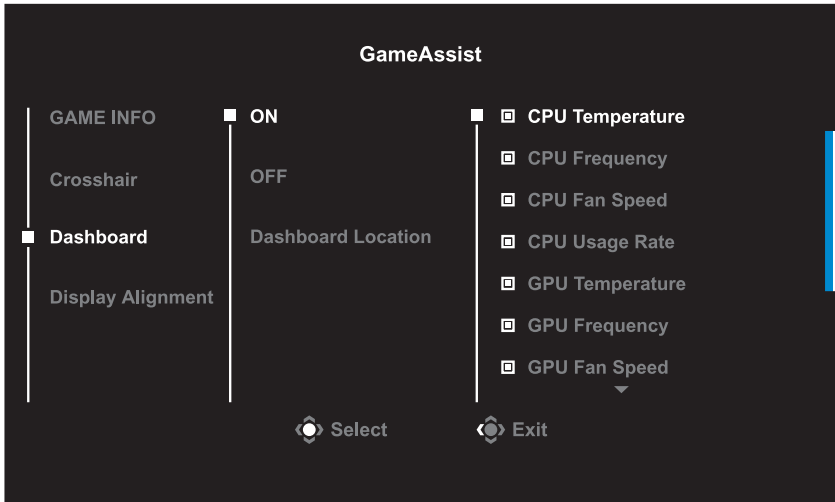 GameAssist
GAME INFO
Crosshair
Dashboard
Display Alignment
ON
OFF
Dashboard Location
CPU Temperature
CPU Frequency
CPU Fan Speed
CPU Usage Rate
GPU Temperature
GPU Frequency
GPU Fan Speed
Select
Exit